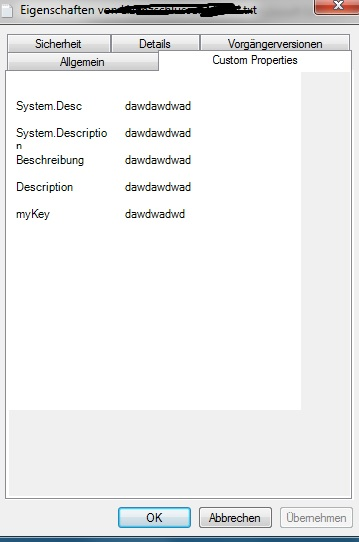 Eigenschaften von .txt
Sicherheit Details Vorgängerversionen
Allgemein Custom Properties
System.Desc dawdawdwad
System.Descriptio dawdawdwad
n
Beschreibung dawdawdwad
Description dawdawdwad
myKey dawdwadwd
OK Abbrechen Übernehmen